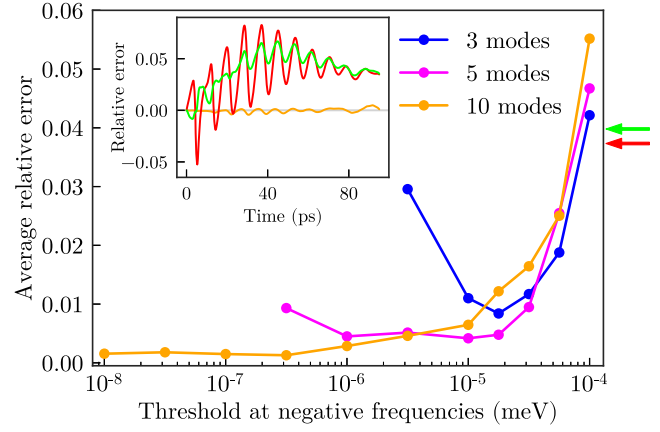 0.06
0.05
0.04
0.03
0.02
0.01
0.00
Average relative error
10⁻⁸
10⁻⁷
10⁻⁶
10⁻⁵
10⁻⁴
Threshold at negative frequencies (meV)
3 modes
5 modes
10 modes
0.05
0.00
−0.05
Relative error
0
40
80
Time (ps)